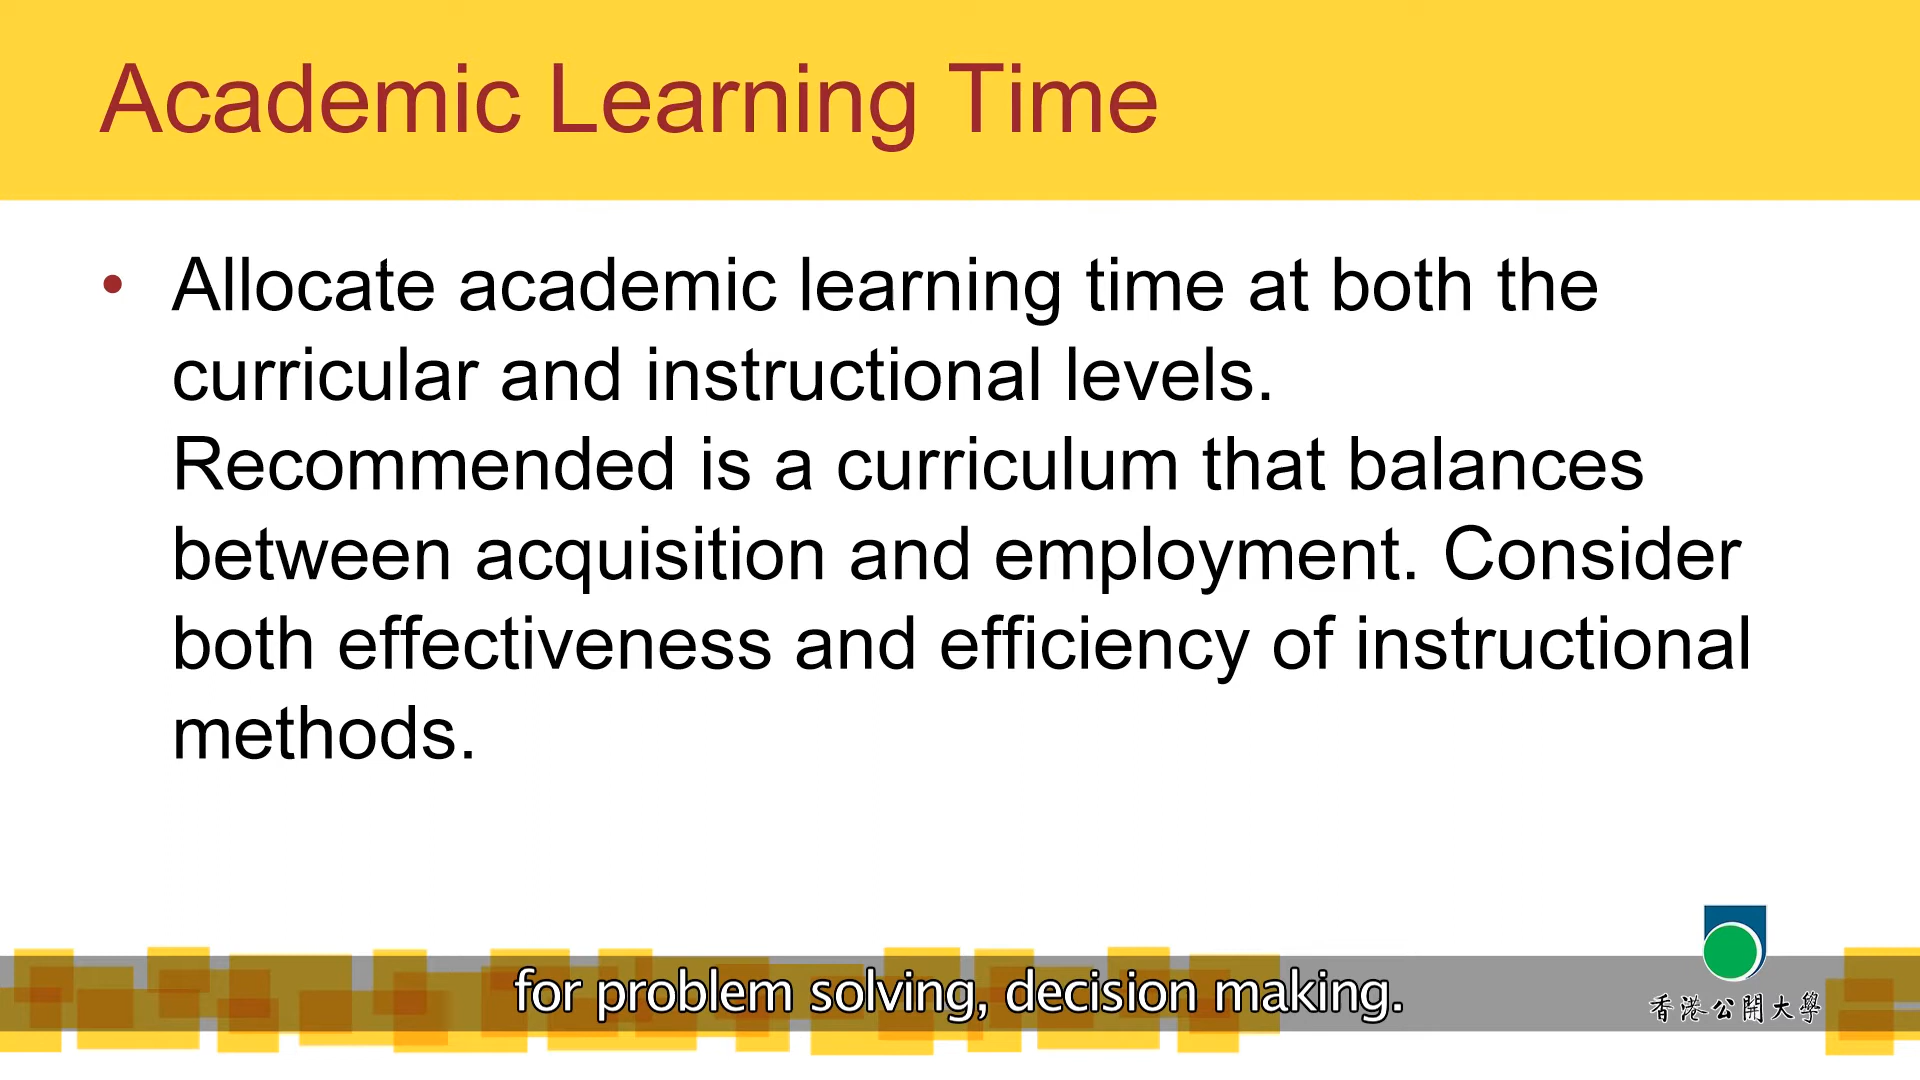 Academic Learning Time
• Allocate academic learning time at both the
curricular and instructional levels.
Recommended is a curriculum that balances
between acquisition and employment. Consider
both effectiveness and efficiency of instructional
methods.
for problem solving, decision making.
香港公開大學